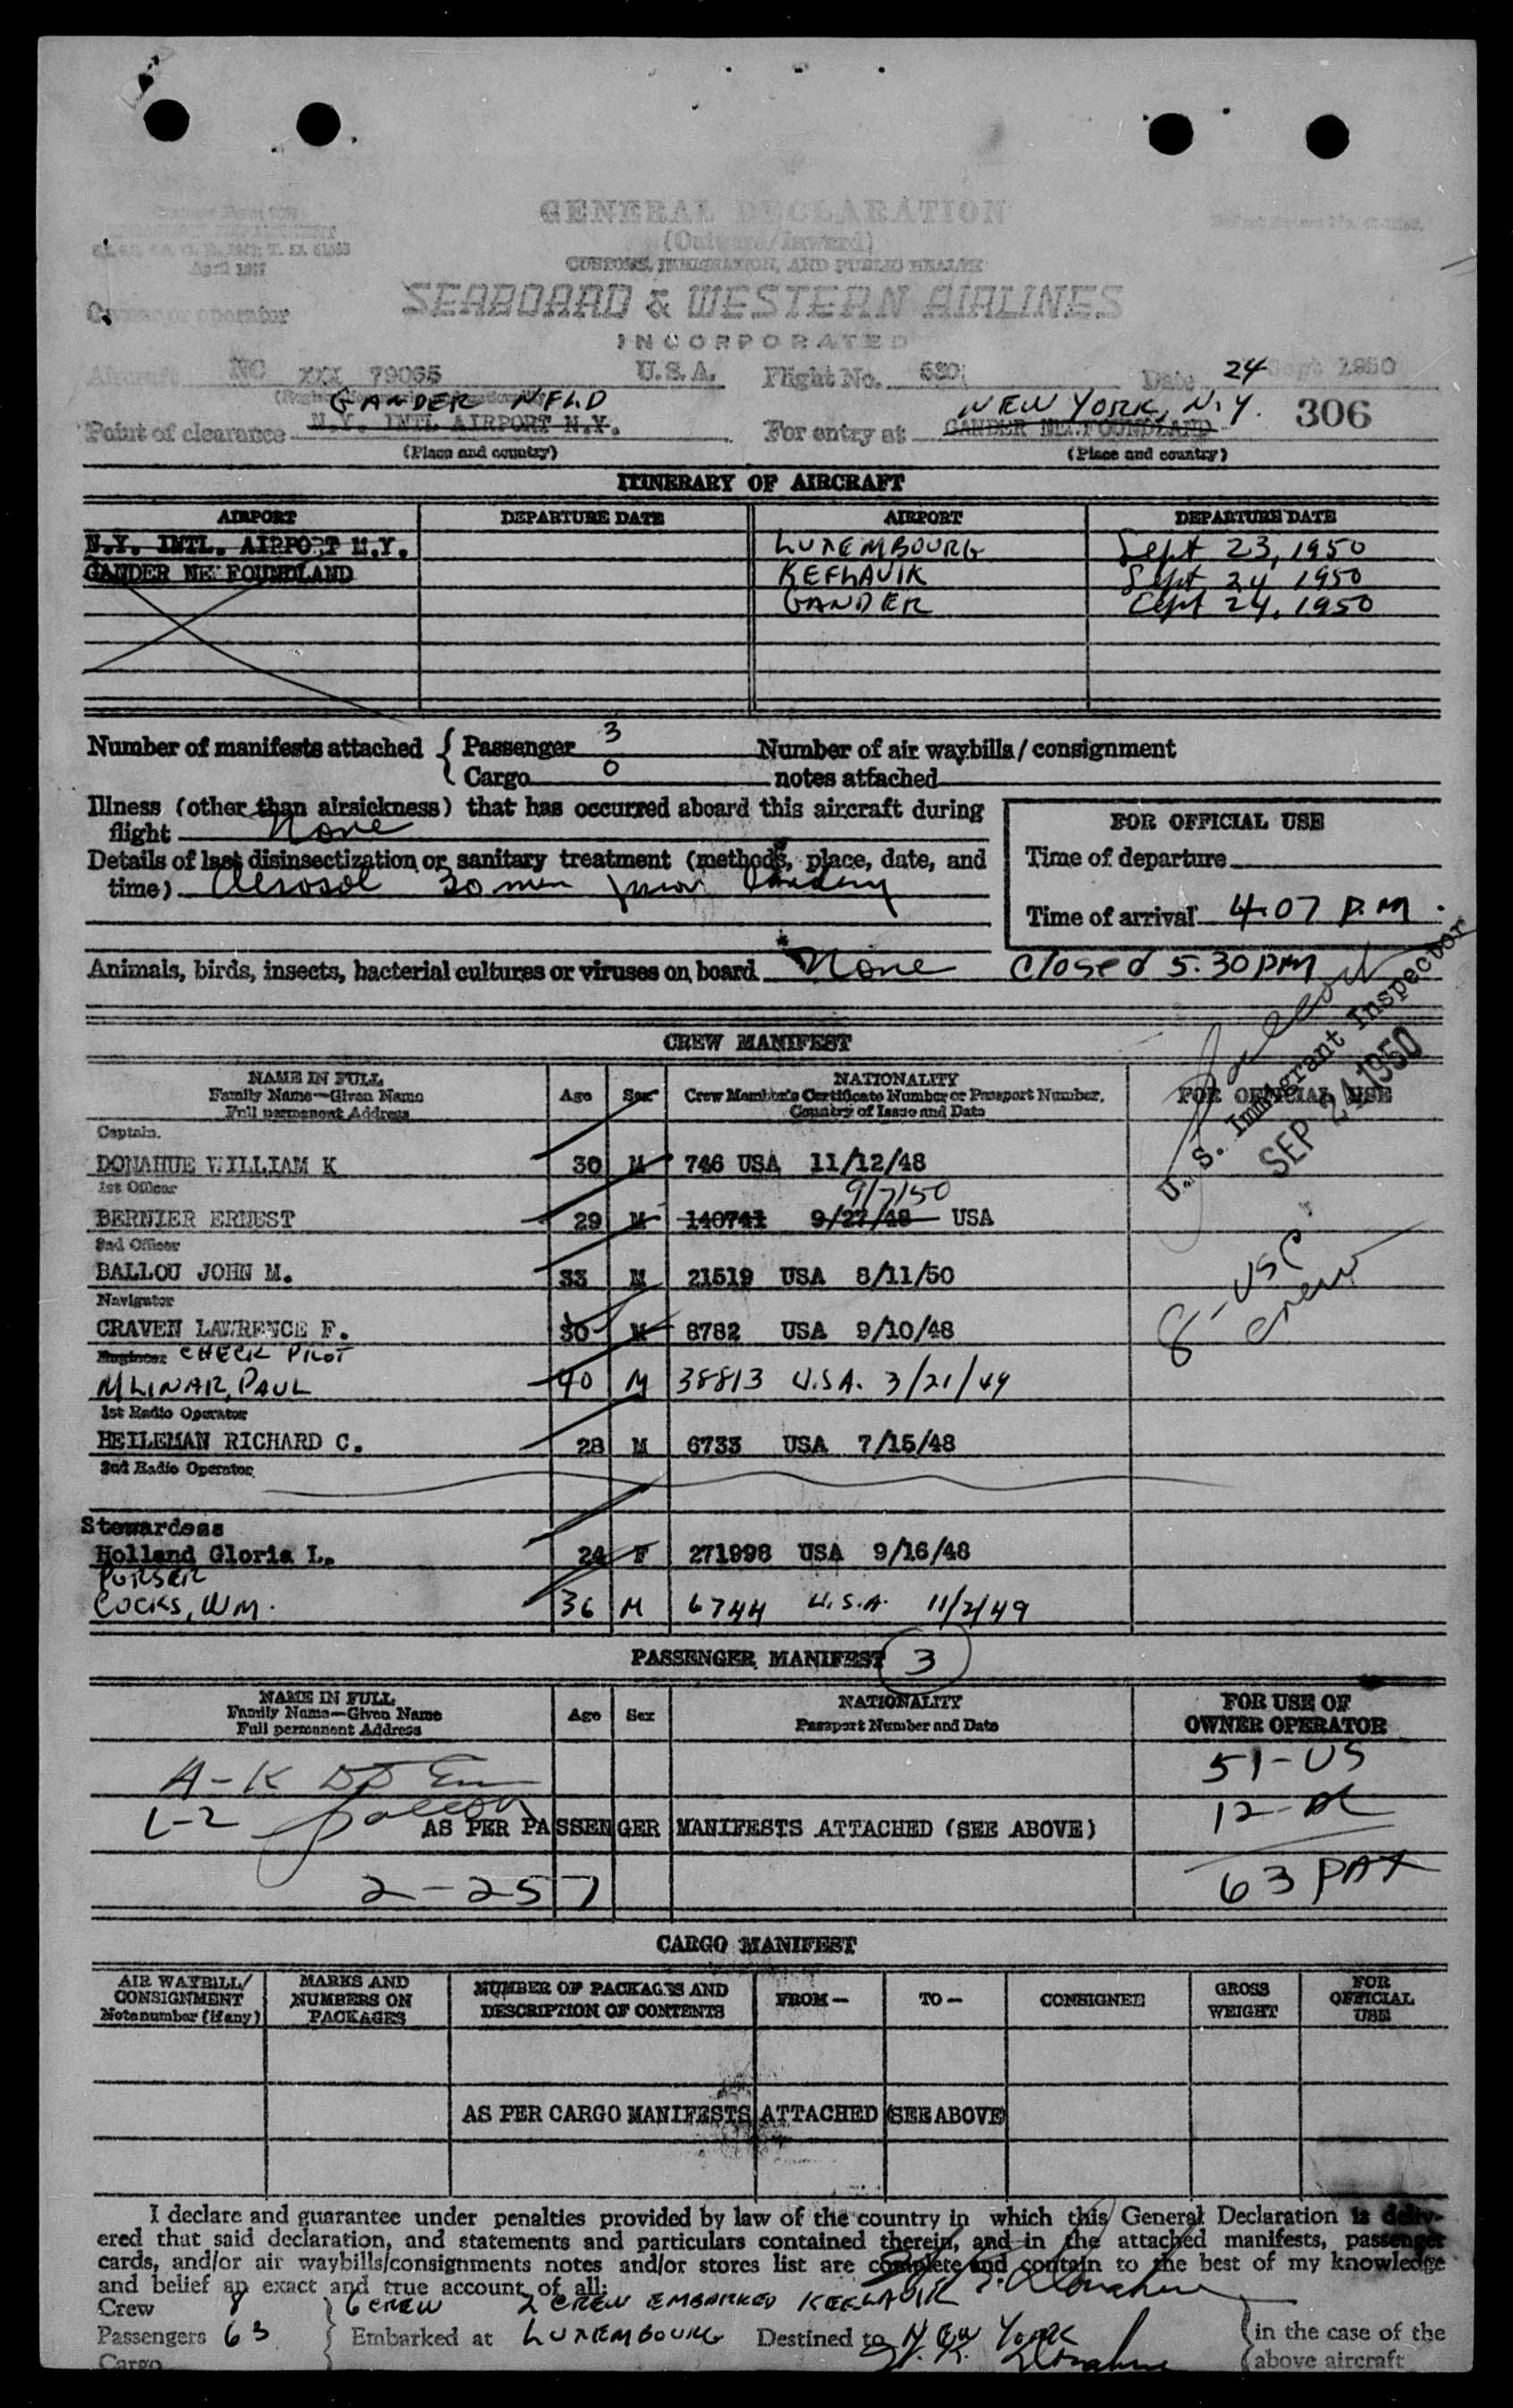 GENERAL DECLARATION
(Outward/Inward)
CUSTOMS, IMMIGRATION, AND PUBLIC HEALTH
April 1947
Owner or operator SEABOARD & WESTERN AIRLINES
INCORPORATED
Aircraft NC XXX 79065 U.S.A. Flight No. Date 24 Sept 1950
GANDER NFLD NEW YORK, N.Y. 306
Point of clearance N.Y. INTL AIRPORT N.Y. For entry at GANDER NEWFOUNDLAND
(Place and country) (Place and country)
ITINERARY OF AIRCRAFT
AIRPORT DEPARTURE DATE AIRPORT DEPARTURE DATE
N.Y. INTL. AIRPORT N.Y. LUXEMBOURG Sept 23, 1950
GANDER NEWFOUNDLAND KEFLAVIK Sept 24 1950
GANDER Sept 24, 1950
Number of manifests attached { Passenger 3 Number of air waybills/consignment
Cargo 0 notes attached
Illness (other than airsickness) that has occurred aboard this aircraft during
flight None
FOR OFFICIAL USE
Details of last disinsectization or sanitary treatment (methods, place, date, and
time) Aerosol 30 min prior landing
Time of departure
Time of arrival 4.07 P.M.
Animals, birds, insects, bacterial cultures or viruses on board None Closed 5.30 PM
U. S. Immigrant Inspector
SEP 24 1950
CREW MANIFEST
NAME IN FULL
Family Name—Given Name
Full permanent Address
Age Sex
NATIONALITY
Crew Member's Certificate Number or Passport Number,
Country of Issue and Date
FOR OFFICIAL USE
Captain.
DONAHUE WILLIAM K 30 M 746 USA 11/12/48
1st Officer 9/7/50
BERNIER ERNEST 29 M 140741 9/27/48 USA
2nd Officer
BALLOU JOHN M. 33 M 21519 USA 8/11/50
8-USC
crew
Navigator
CRAVEN LAWRENCE F. 30 M 8782 USA 9/10/48
Engineer CHECK PILOT
MLINAR, PAUL 40 M 38813 U.S.A. 3/21/49
1st Radio Operator
HEILEMAN RICHARD C. 28 M 6733 USA 7/15/48
2nd Radio Operator
Stewardess
Holland Gloria L. 24 F 271998 USA 9/16/48
PURSER
COCKS, WM. 36 M 6744 U.S.A. 11/2/49
PASSENGER MANIFEST 3
NAME IN FULL
Family Name—Given Name
Full permanent Address
Age Sex
NATIONALITY
Passport Number and Date
FOR USE OF
OWNER OPERATOR
A-K 51-US
L-Z 12-
AS PER PASSENGER MANIFESTS ATTACHED (SEE ABOVE)
2-257 63 PAX
CARGO MANIFEST
AIR WAYBILL/
CONSIGNMENT
Note number (if any)
MARKS AND
NUMBERS ON
PACKAGES
NUMBER OF PACKAGES AND
DESCRIPTION OF CONTENTS
FROM—
TO—
CONSIGNEE
GROSS
WEIGHT
FOR
OFFICIAL
USE
AS PER CARGO MANIFESTS ATTACHED (SEE ABOVE)
I declare and guarantee under penalties provided by law of the country in which this General Declaration is deliv-
ered that said declaration, and statements and particulars contained therein, and in the attached manifests, passenger
cards, and/or air waybills/consignments notes and/or stores list are complete and contain to the best of my knowledge
and belief an exact and true account of all:
Crew 8 } 6 CREW 2 CREW EMBARKED KEFLAVIK
Passengers 63 } Embarked at LUXEMBOURG Destined to NEW YORK in the case of the
Cargo W. K. Donahue above aircraft